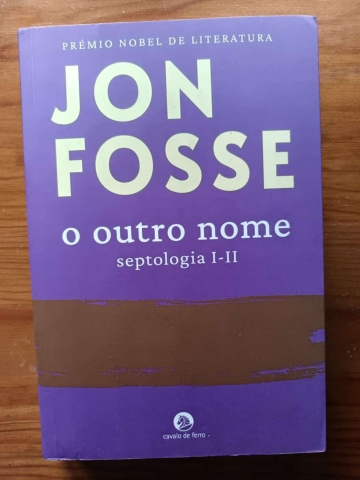 PRÉMIO NOBEL DE LITERATURA
JON
FOSSE
o outro nome
septologia I-II
cavalo de ferro